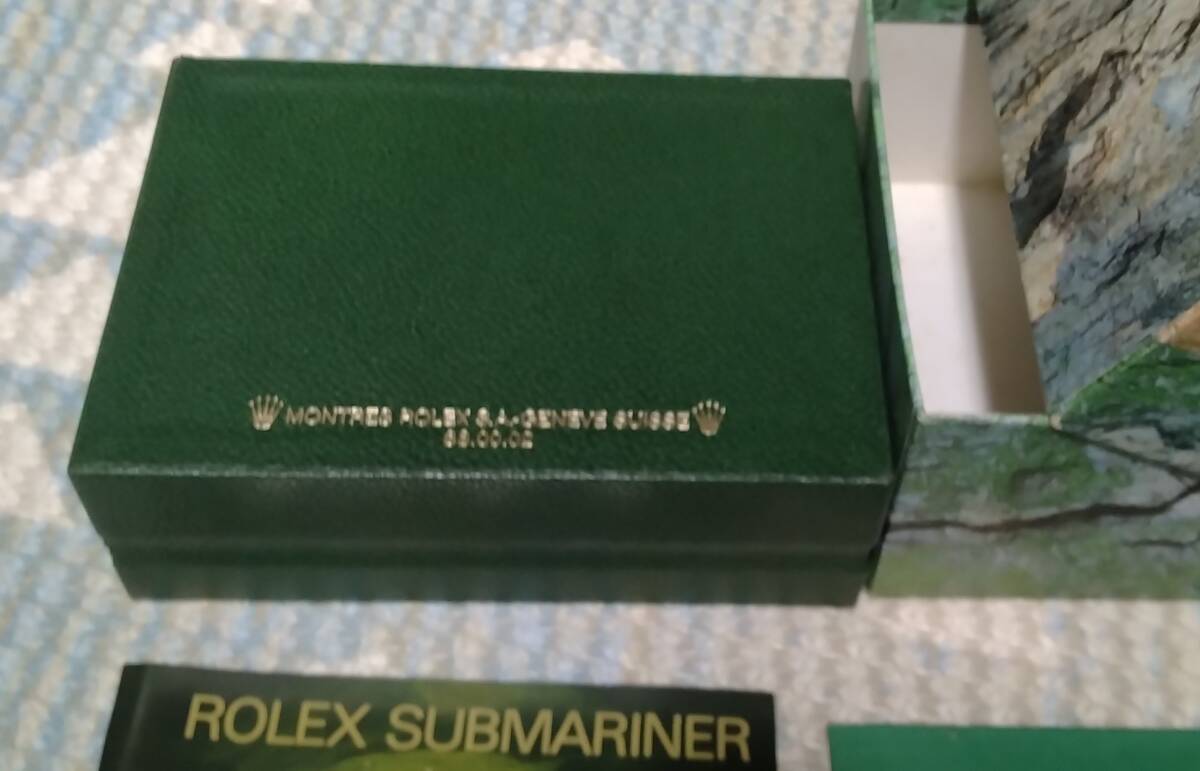 MONTRES ROLEX S.A. GENEVE SUISSE
68.00.02
ROLEX SUBMARINER